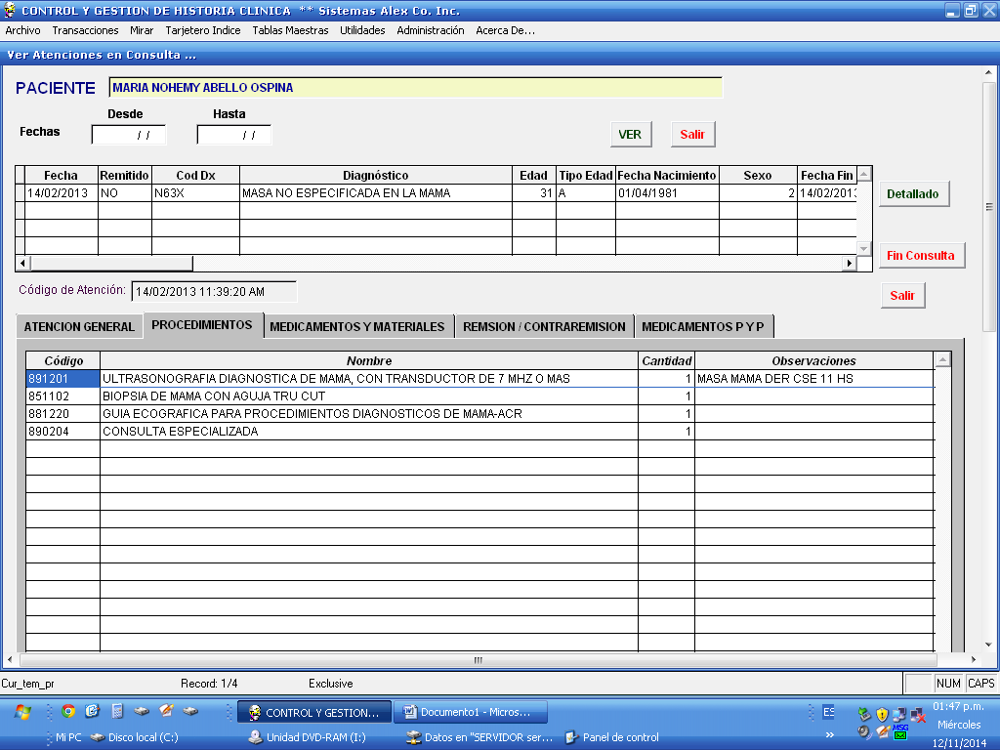 CONTROL Y GESTION DE HISTORIA CLINICA ** Sistemas Alex Co. Inc.
Archivo Transacciones Mirar Tarjetero Indice Tablas Maestras Utilidades Administración Acerca De...
Ver Atenciones en Consulta ...
PACIENTE MARIA NOHEMY ABELLO OSPINA
Desde Hasta
Fechas / / / / VER Salir
Fecha Remitido Cod Dx Diagnóstico Edad Tipo Edad Fecha Nacimiento Sexo Fecha Fin
14/02/2013 NO N63X MASA NO ESPECIFICADA EN LA MAMA 31 A 01/04/1981 2 14/02/2013
Detallado
Fin Consulta
Código de Atención: 14/02/2013 11:39:20 AM Salir
ATENCION GENERAL PROCEDIMIENTOS MEDICAMENTOS Y MATERIALES REMSION / CONTRAREMISION MEDICAMENTOS P Y P
Código Nombre Cantidad Observaciones
891201 ULTRASONOGRAFIA DIAGNOSTICA DE MAMA, CON TRANSDUCTOR DE 7 MHZ O MAS 1 MASA MAMA DER CSE 11 HS
851102 BIOPSIA DE MAMA CON AGUJA TRU CUT 1
881220 GUIA ECOGRAFICA PARA PROCEDIMIENTOS DIAGNOSTICOS DE MAMA-ACR 1
890204 CONSULTA ESPECIALIZADA 1
Cur_tem_pr Record: 1/4 Exclusive NUM CAPS
CONTROL Y GESTION... Documento1 - Micros... ES 01:47 p.m.
Miércoles
Mi PC Disco local (C:) Unidad DVD-RAM (I:) Datos en "SERVIDOR ser... Panel de control » MSG 12/11/2014